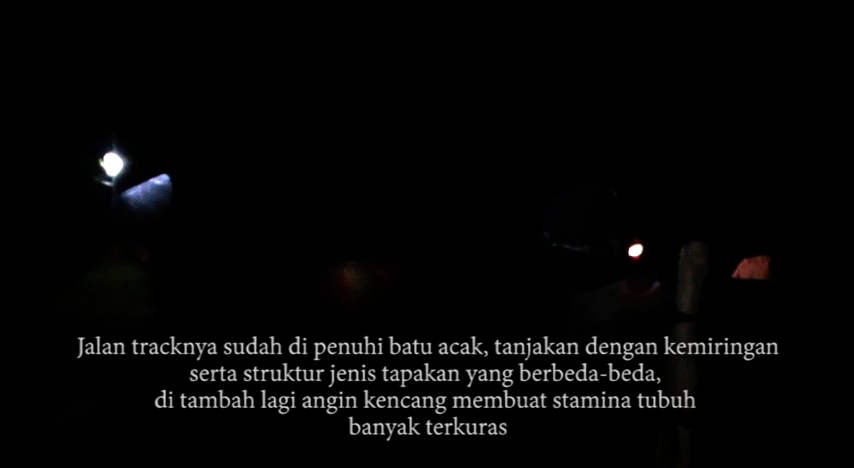 Jalan tracknya sudah di penuhi batu acak, tanjakan dengan kemiringan
serta struktur jenis tapakan yang berbeda-beda,
di tambah lagi angin kencang membuat stamina tubuh
banyak terkuras